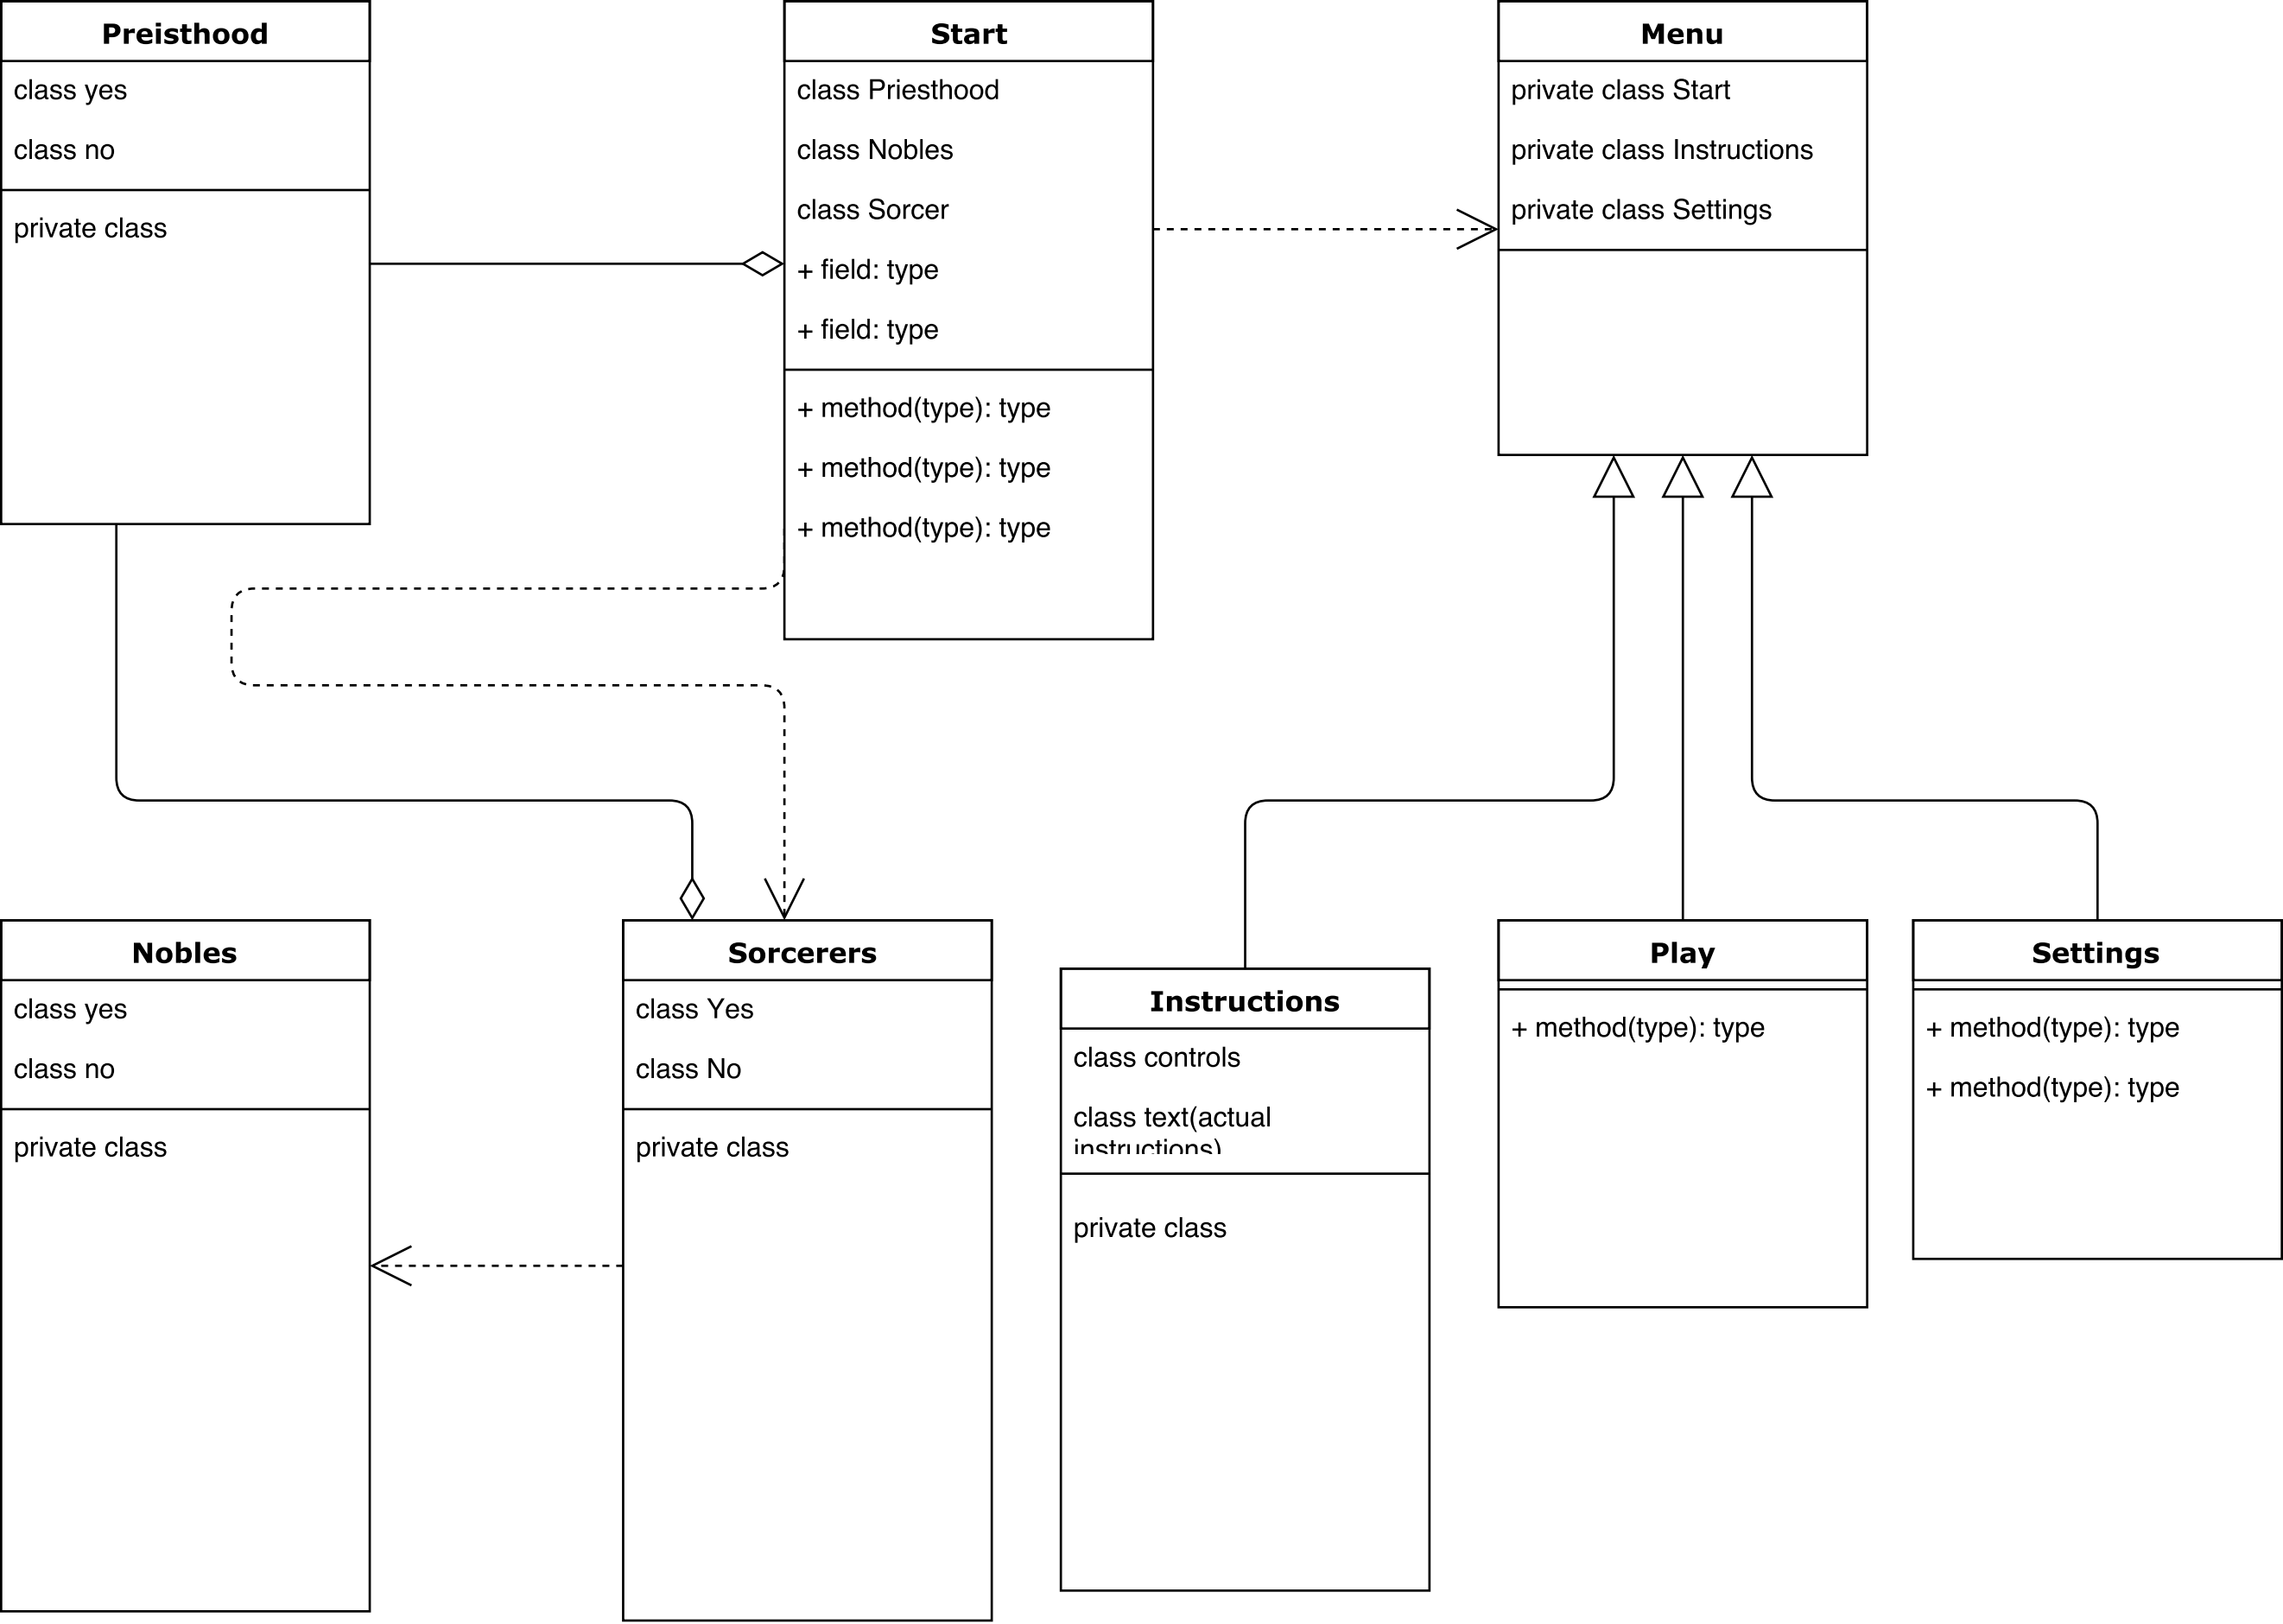 Preisthood
class yes
class no
private class
Start
class Priesthood
class Nobles
class Sorcer
+ field: type
+ field: type
+ method(type): type
+ method(type): type
+ method(type): type
Menu
private class Start
private class Instructions
private class Settings
Nobles
class yes
class no
private class
Sorcerers
class Yes
class No
private class
Instructions
class controls
class text(actual
instructions)
private class
Play
+ method(type): type
Settings
+ method(type): type
+ method(type): type